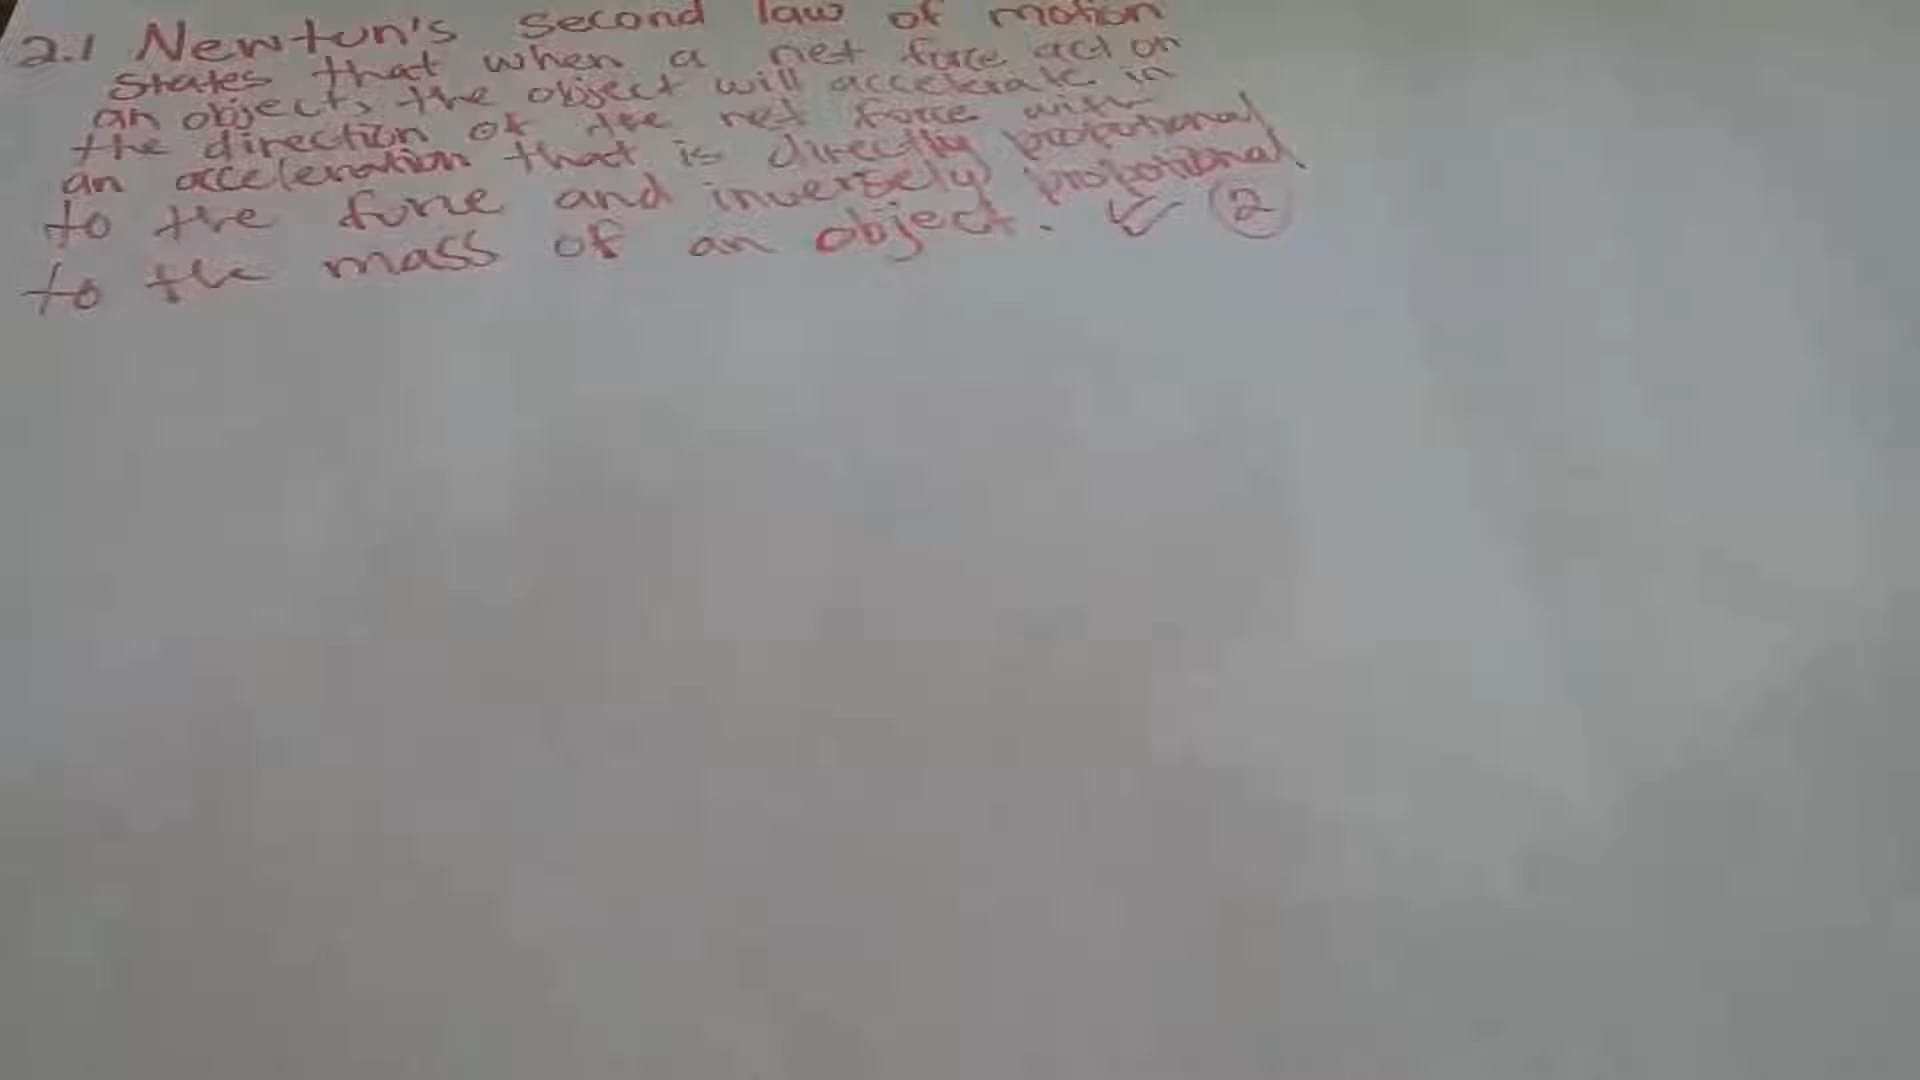 2.1 Newton's second law of motion
states that when a net force act on
an object, the object will accelerate in
the direction of the net force with
an acceleration that is directly propotional
to the force and inversely propotional
to the mass of an object. ✓✓ 2